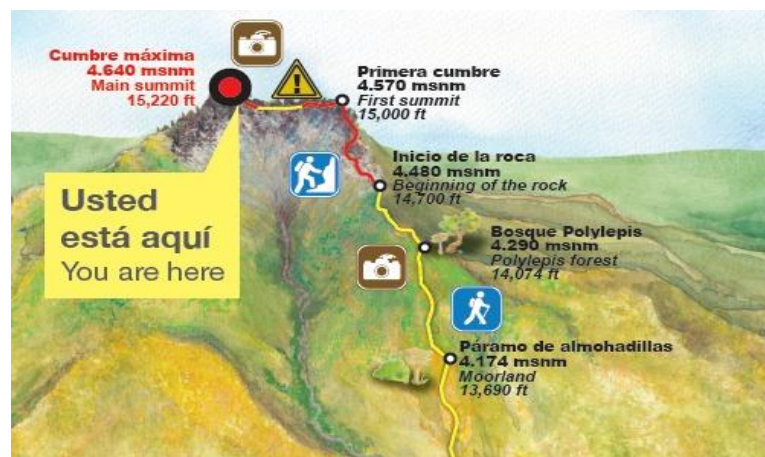 Cumbre máxima
4.640 msnm
Main summit
15,220 ft
Primera cumbre
4.570 msnm
First summit
15,000 ft
Inicio de la roca
4.480 msnm
Beginning of the rock
14,700 ft
Usted
está aquí
You are here
Bosque Polylepis
4.290 msnm
Polylepis forest
14,074 ft
Páramo de almohadillas
4.174 msnm
Moorland
13,690 ft